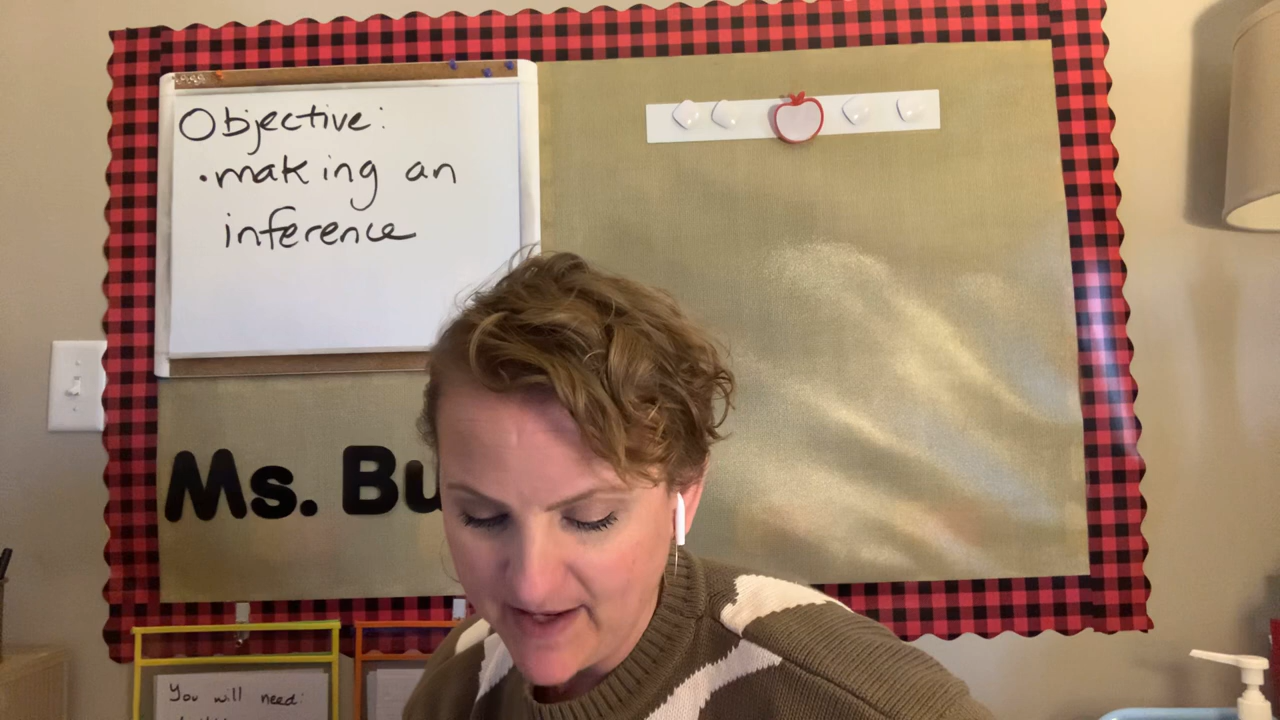 Objective:
• making an
inference
Ms. Bu
You will need: